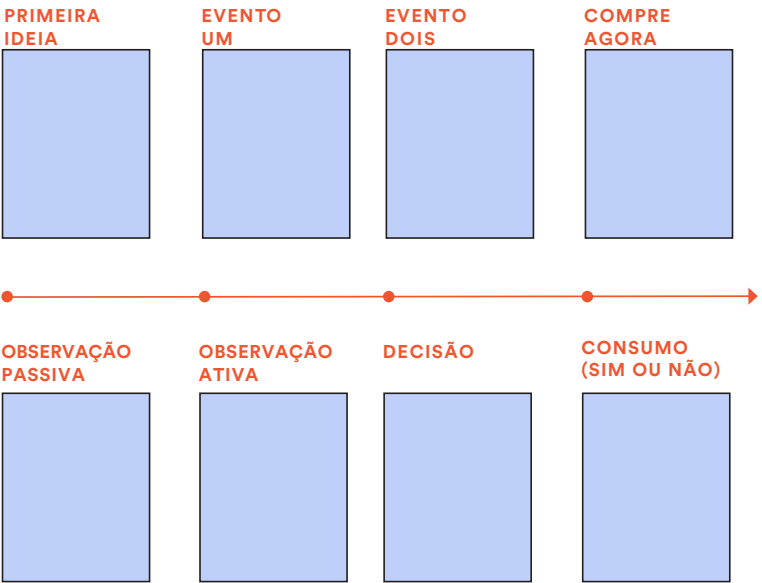 PRIMEIRA
IDEIA
EVENTO
UM
EVENTO
DOIS
COMPRE
AGORA
OBSERVAÇÃO
PASSIVA
OBSERVAÇÃO
ATIVA
DECISÃO
CONSUMO
(SIM OU NÃO)